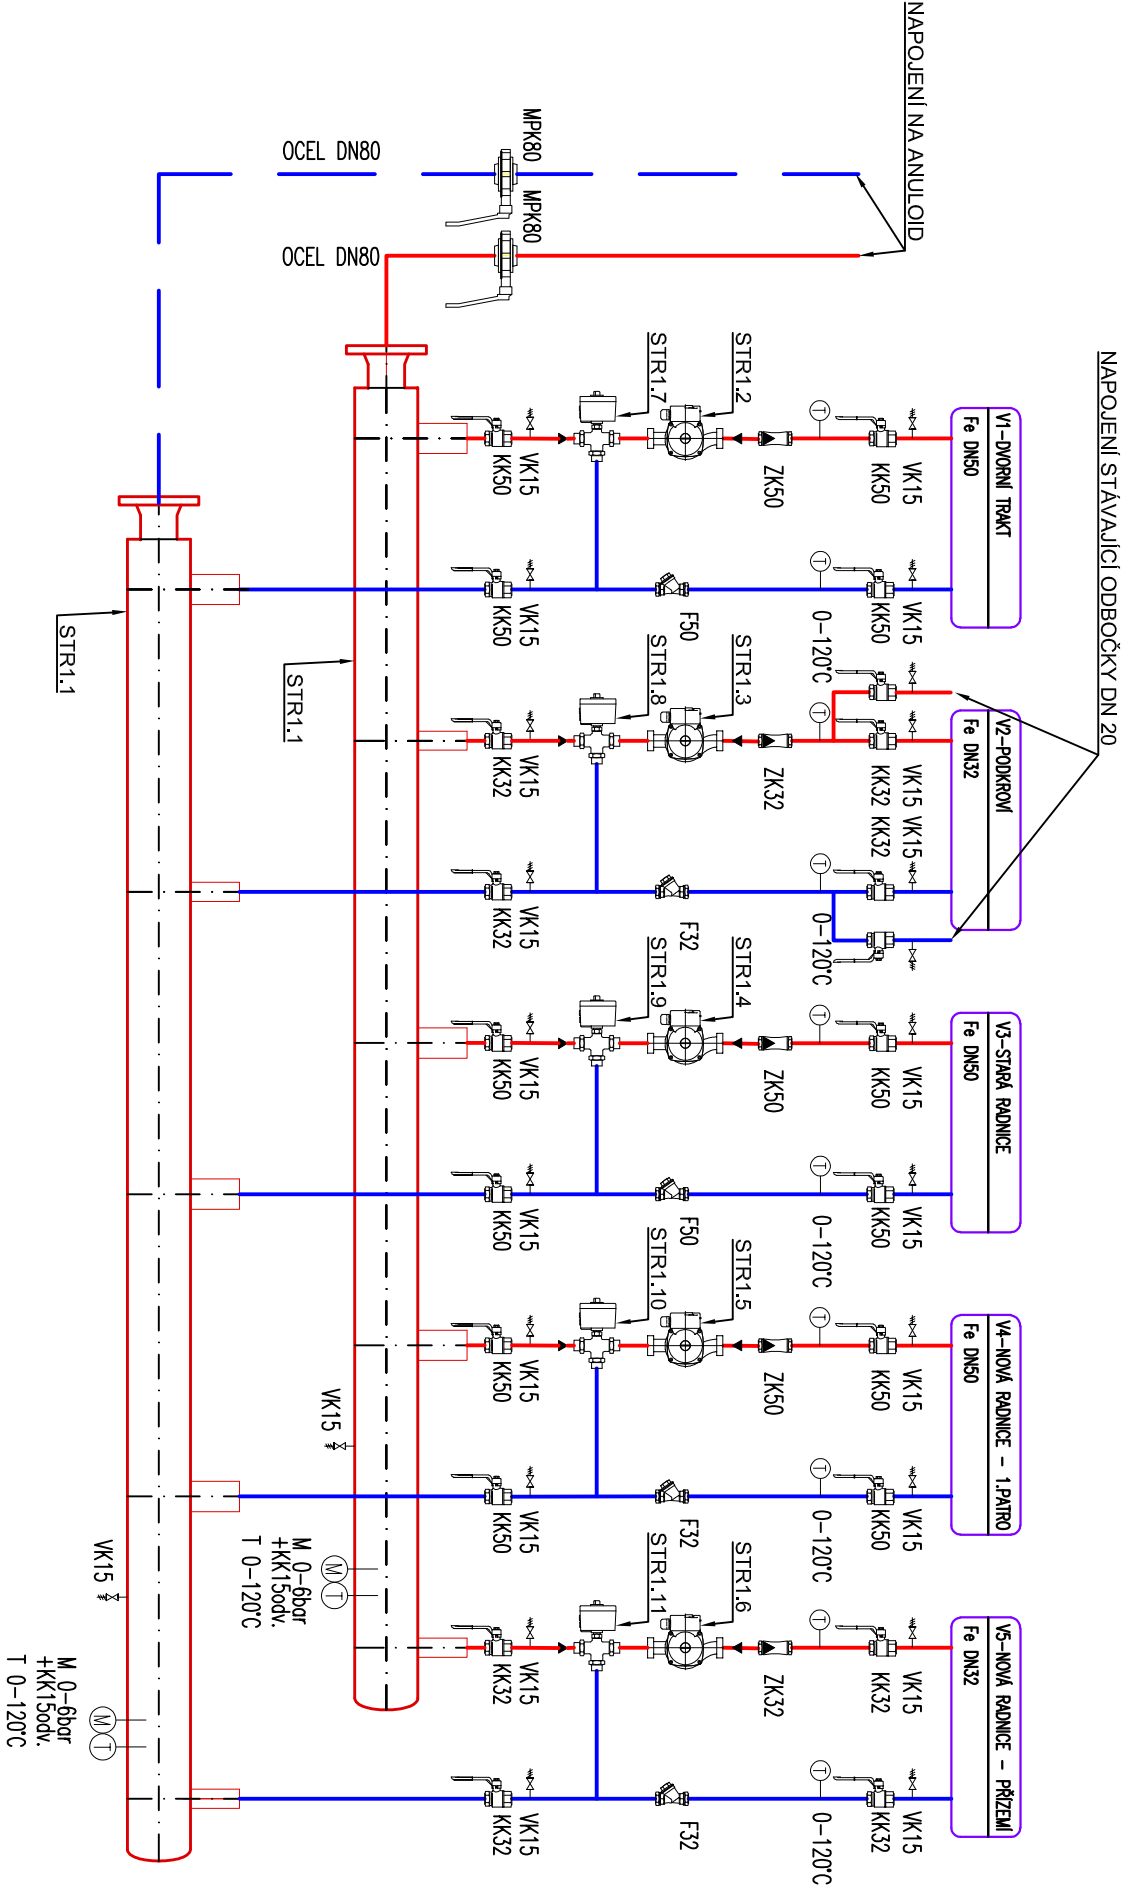 NAPOJENÍ NA ANULOID
NAPOJENÍ STÁVAJÍCÍ ODBOČKY DN 20
V1-DVORNÍ TRAKT
Fe DN50
V2-PODKROVÍ
Fe DN32
V3-STARÁ RADNICE
Fe DN50
V4-NOVÁ RADNICE - 1.PATRO
Fe DN50
V5-NOVÁ RADNICE - PŘÍZEMÍ
Fe DN32
VK15
VK15
VK15
VK15
VK15
VK15
VK15
VK15
VK15
VK15
KK50
KK50
KK32
KK32
KK50
KK50
KK50
KK50
KK32
KK32
T
T
T
T
T
T
T
T
T
T
0-120°C
0-120°C
0-120°C
0-120°C
0-120°C
ZK50
ZK32
ZK50
ZK50
ZK32
STR1.2
STR1.3
STR1.4
STR1.5
STR1.6
F50
F32
F50
F32
F32
STR1.7
STR1.8
STR1.9
STR1.10
STR1.11
MPK80
MPK80
VK15
VK15
VK15
VK15
VK15
VK15
VK15
VK15
VK15
VK15
KK50
KK50
KK32
KK32
KK50
KK50
KK50
KK50
KK32
KK32
OCEL DN80
OCEL DN80
STR1.1
VK15
M T
M 0-6bar
+KK15odv.
T 0-120°C
STR1.1
VK15
M T
M 0-6bar
+KK15odv.
T 0-120°C